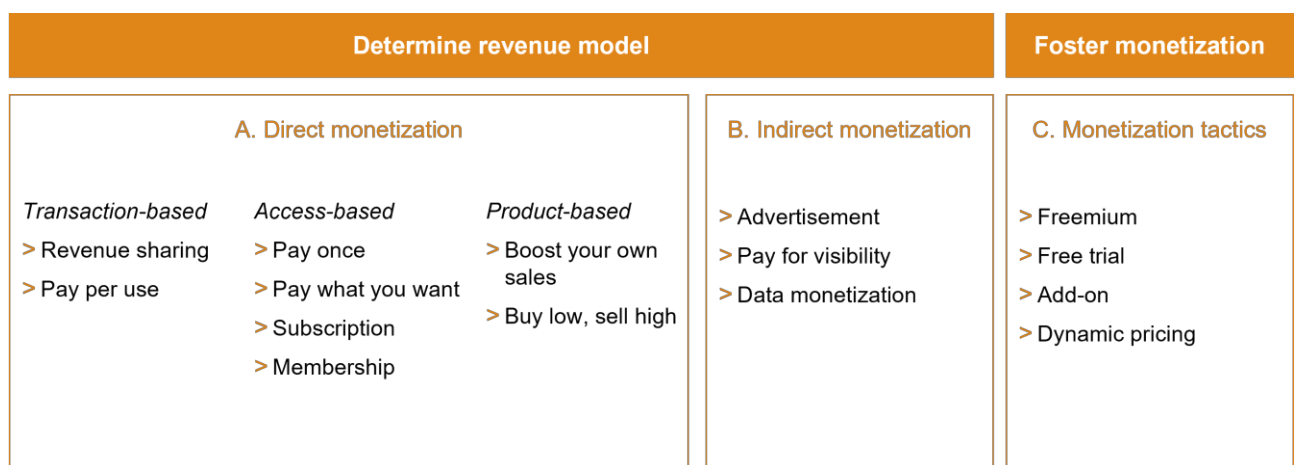 Determine revenue model
Foster monetization
A. Direct monetization
Transaction-based
> Revenue sharing
> Pay per use
Access-based
> Pay once
> Pay what you want
> Subscription
> Membership
Product-based
> Boost your own
sales
> Buy low, sell high
B. Indirect monetization
> Advertisement
> Pay for visibility
> Data monetization
C. Monetization tactics
> Freemium
> Free trial
> Add-on
> Dynamic pricing